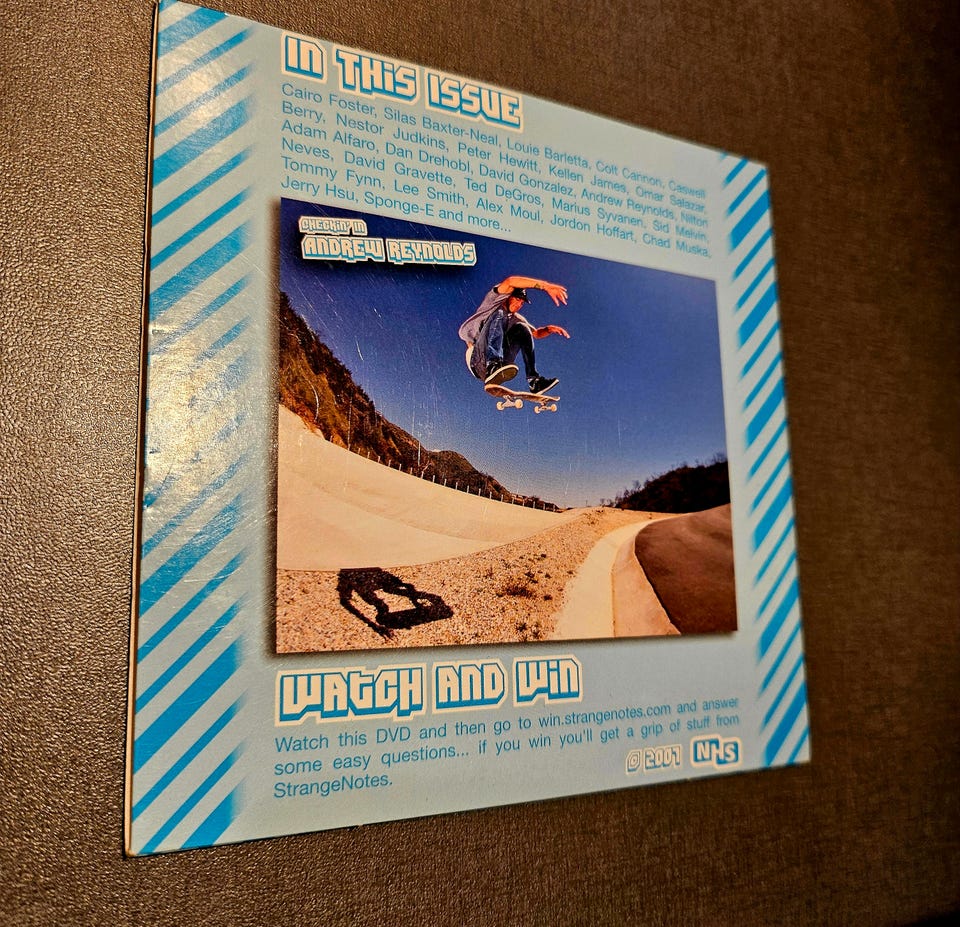 IN THIS ISSUE
Cairo Foster, Silas Baxter-Neal, Louie Barletta, Colt Cannon, Caswell
Berry, Nestor Judkins, Peter Hewitt, Kellen James, Omar Salazar,
Adam Alfaro, Dan Drehobl, David Gonzalez, Andrew Reynolds, Nilton
Neves, David Gravette, Ted DeGros, Marius Syvanen, Sid Melvin,
Tommy Fynn, Lee Smith, Alex Moul, Jordon Hoffart, Chad Muska,
Jerry Hsu, Sponge-E and more...
CHECKIN' IN
ANDREW REYNOLDS
WATCH AND WIN
Watch this DVD and then go to win.strangenotes.com and answer
some easy questions... if you win you'll get a grip of stuff from
StrangeNotes.
© 2007 NHS